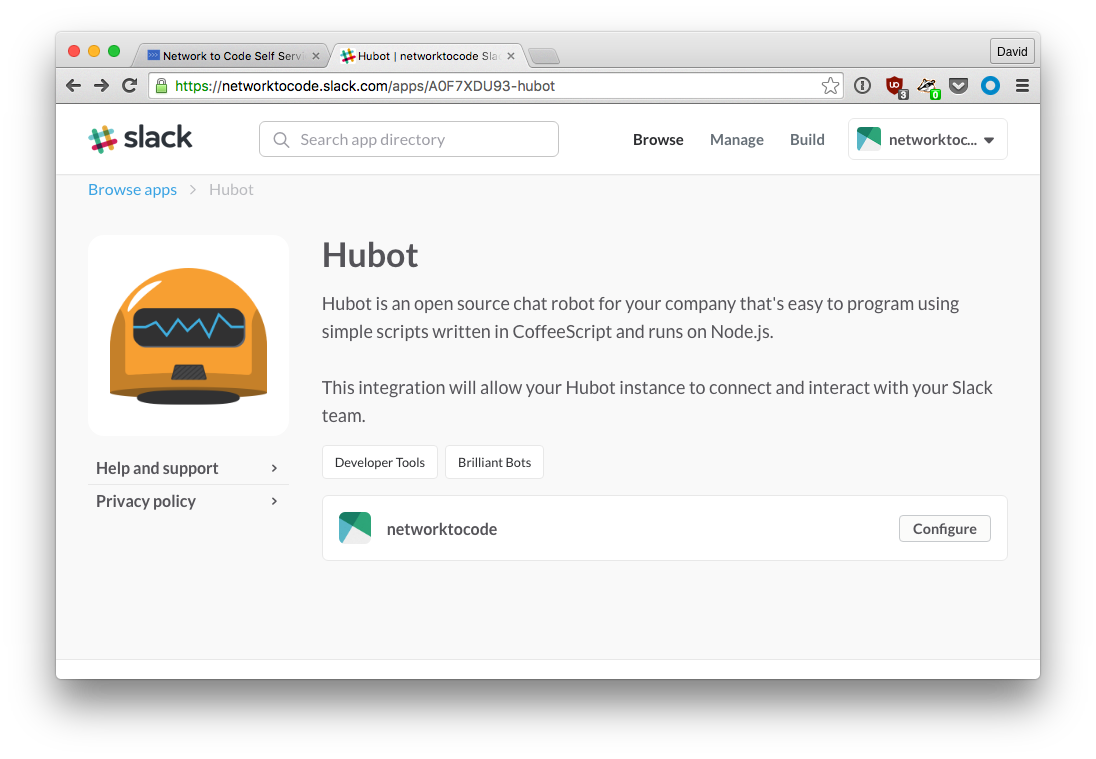 Network to Code Self Servi
Hubot | networktocode Slac
David
https://networktocode.slack.com/apps/A0F7XDU93-hubot
UD
3
0
slack
Search app directory
Browse
Manage
Build
networktoc...
Browse apps
Hubot
Hubot
Hubot is an open source chat robot for your company that's easy to program using
simple scripts written in CoffeeScript and runs on Node.js.
This integration will allow your Hubot instance to connect and interact with your Slack
team.
Developer Tools
Brilliant Bots
Help and support
Privacy policy
networktocode
Configure